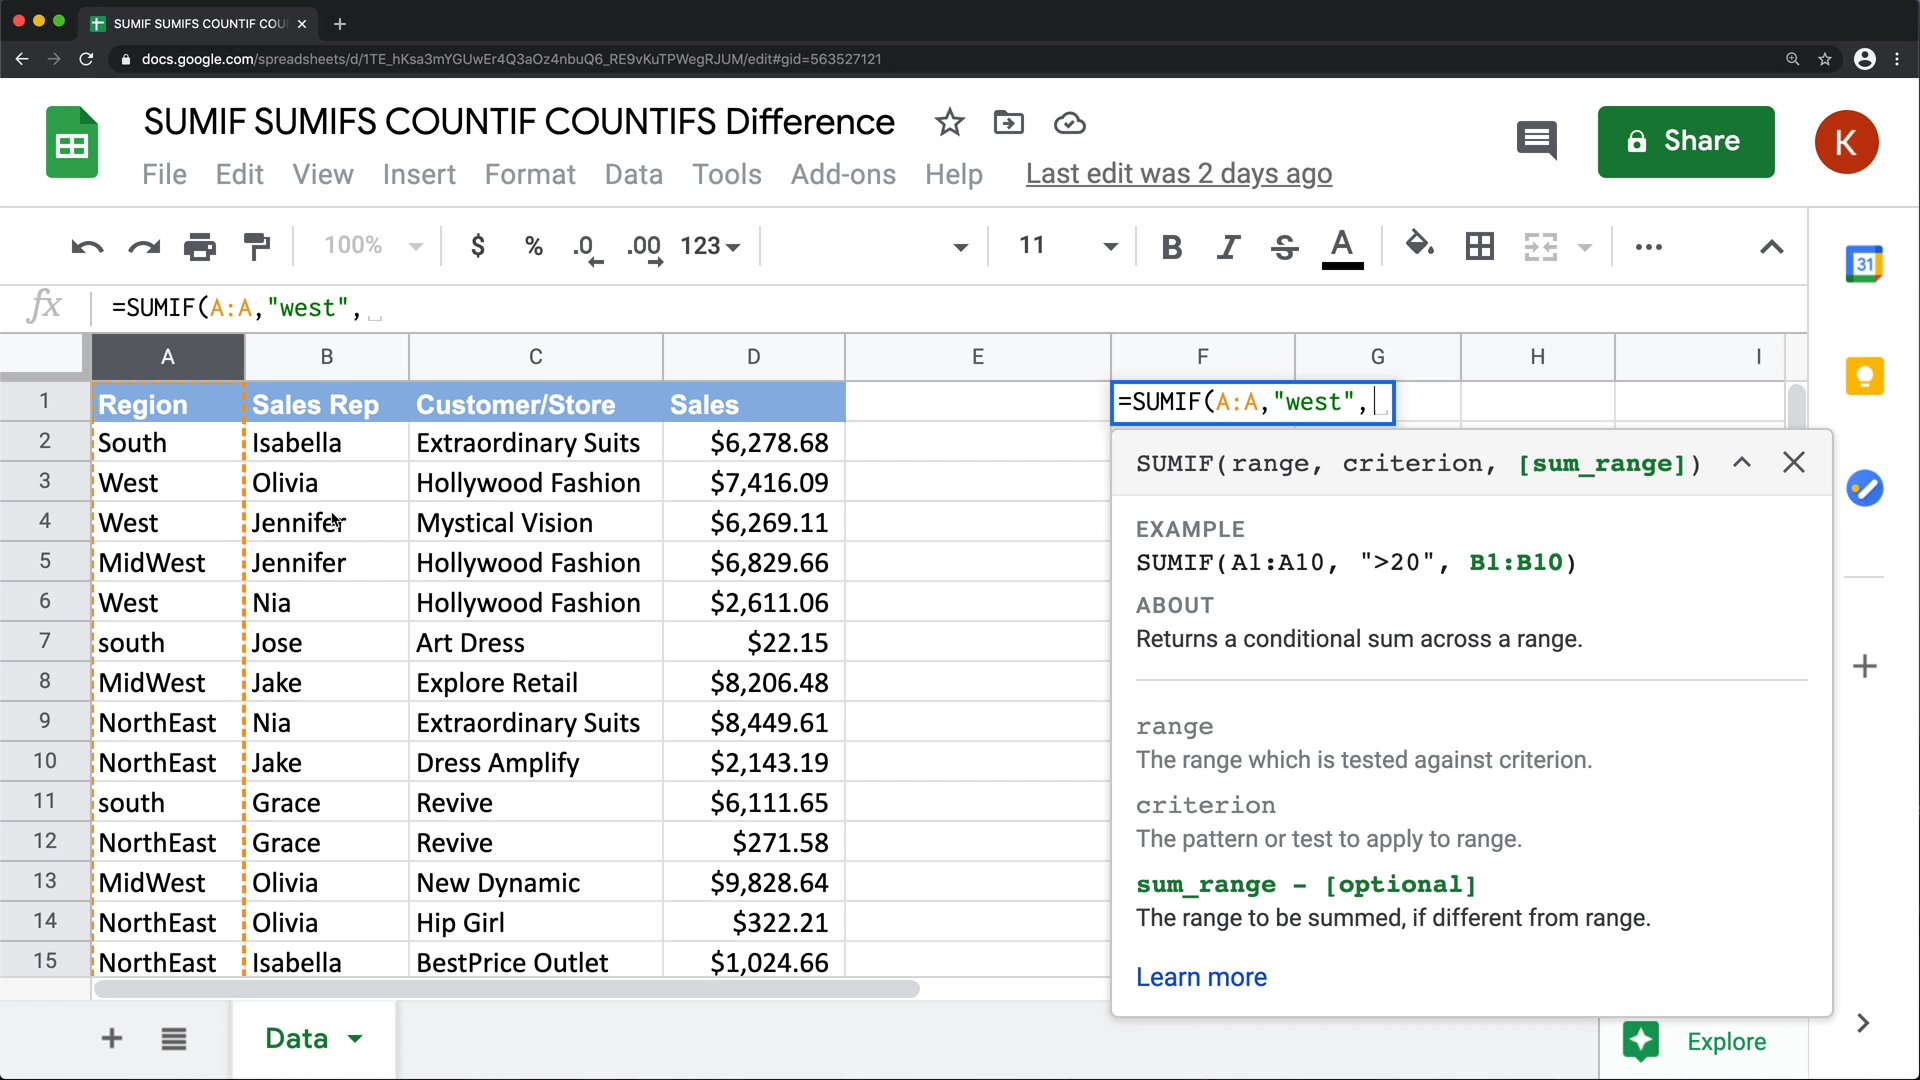 SUMIF SUMIFS COUNTIF COU
docs.google.com/spreadsheets/d/1TE_hKsa3mYGUwEr4Q3aOz4nbuQ6_RE9vKuTPWegRJUM/edit#gid=563527121
SUMIF SUMIFS COUNTIF COUNTIFS Difference
Share
K
File Edit View Insert Format Data Tools Add-ons Help Last edit was 2 days ago
100% $ % .0 .00 123 11 B I S A
31
fx =SUMIF(A:A,"west",
A B C D E F G H I
1 Region Sales Rep Customer/Store Sales =SUMIF(A:A,"west",
2 South Isabella Extraordinary Suits $6,278.68
SUMIF(range, criterion, [sum_range])
3 West Olivia Hollywood Fashion $7,416.09
4 West Jennifer Mystical Vision $6,269.11
EXAMPLE
5 MidWest Jennifer Hollywood Fashion $6,829.66
SUMIF(A1:A10, ">20", B1:B10)
6 West Nia Hollywood Fashion $2,611.06
ABOUT
7 south Jose Art Dress $22.15
Returns a conditional sum across a range.
8 MidWest Jake Explore Retail $8,206.48
9 NorthEast Nia Extraordinary Suits $8,449.61
range
10 NorthEast Jake Dress Amplify $2,143.19
The range which is tested against criterion.
11 south Grace Revive $6,111.65
criterion
12 NorthEast Grace Revive $271.58
The pattern or test to apply to range.
13 MidWest Olivia New Dynamic $9,828.64
sum_range - [optional]
14 NorthEast Olivia Hip Girl $322.21
The range to be summed, if different from range.
15 NorthEast Isabella BestPrice Outlet $1,024.66
Learn more
Data
Explore